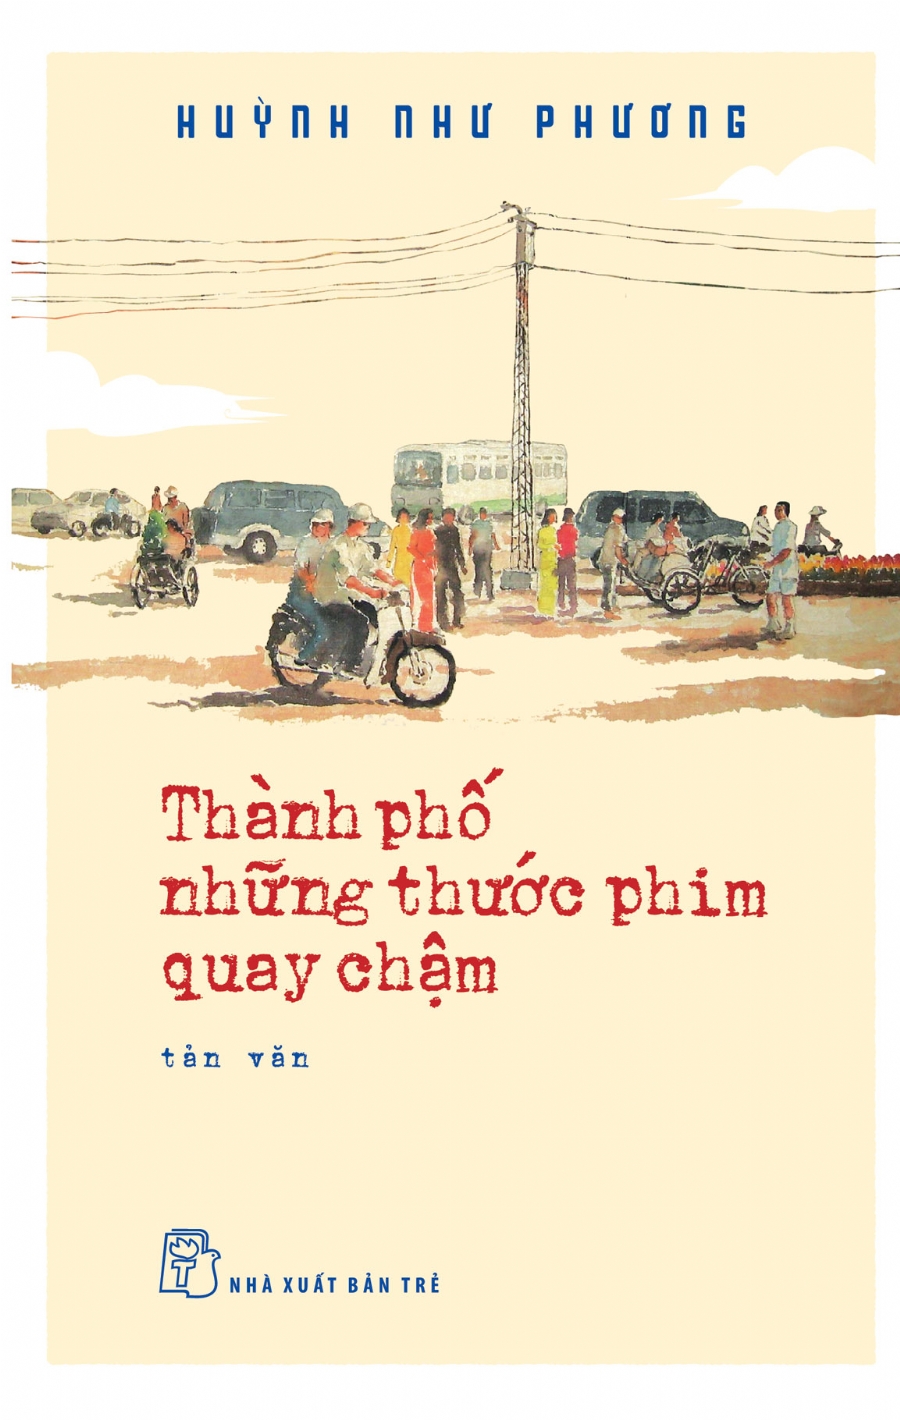 HUỲNH NHƯ PHƯƠNG
Thành phố
những thước phim
quay chậm
tản văn
T
NHÀ XUẤT BẢN TRẺ